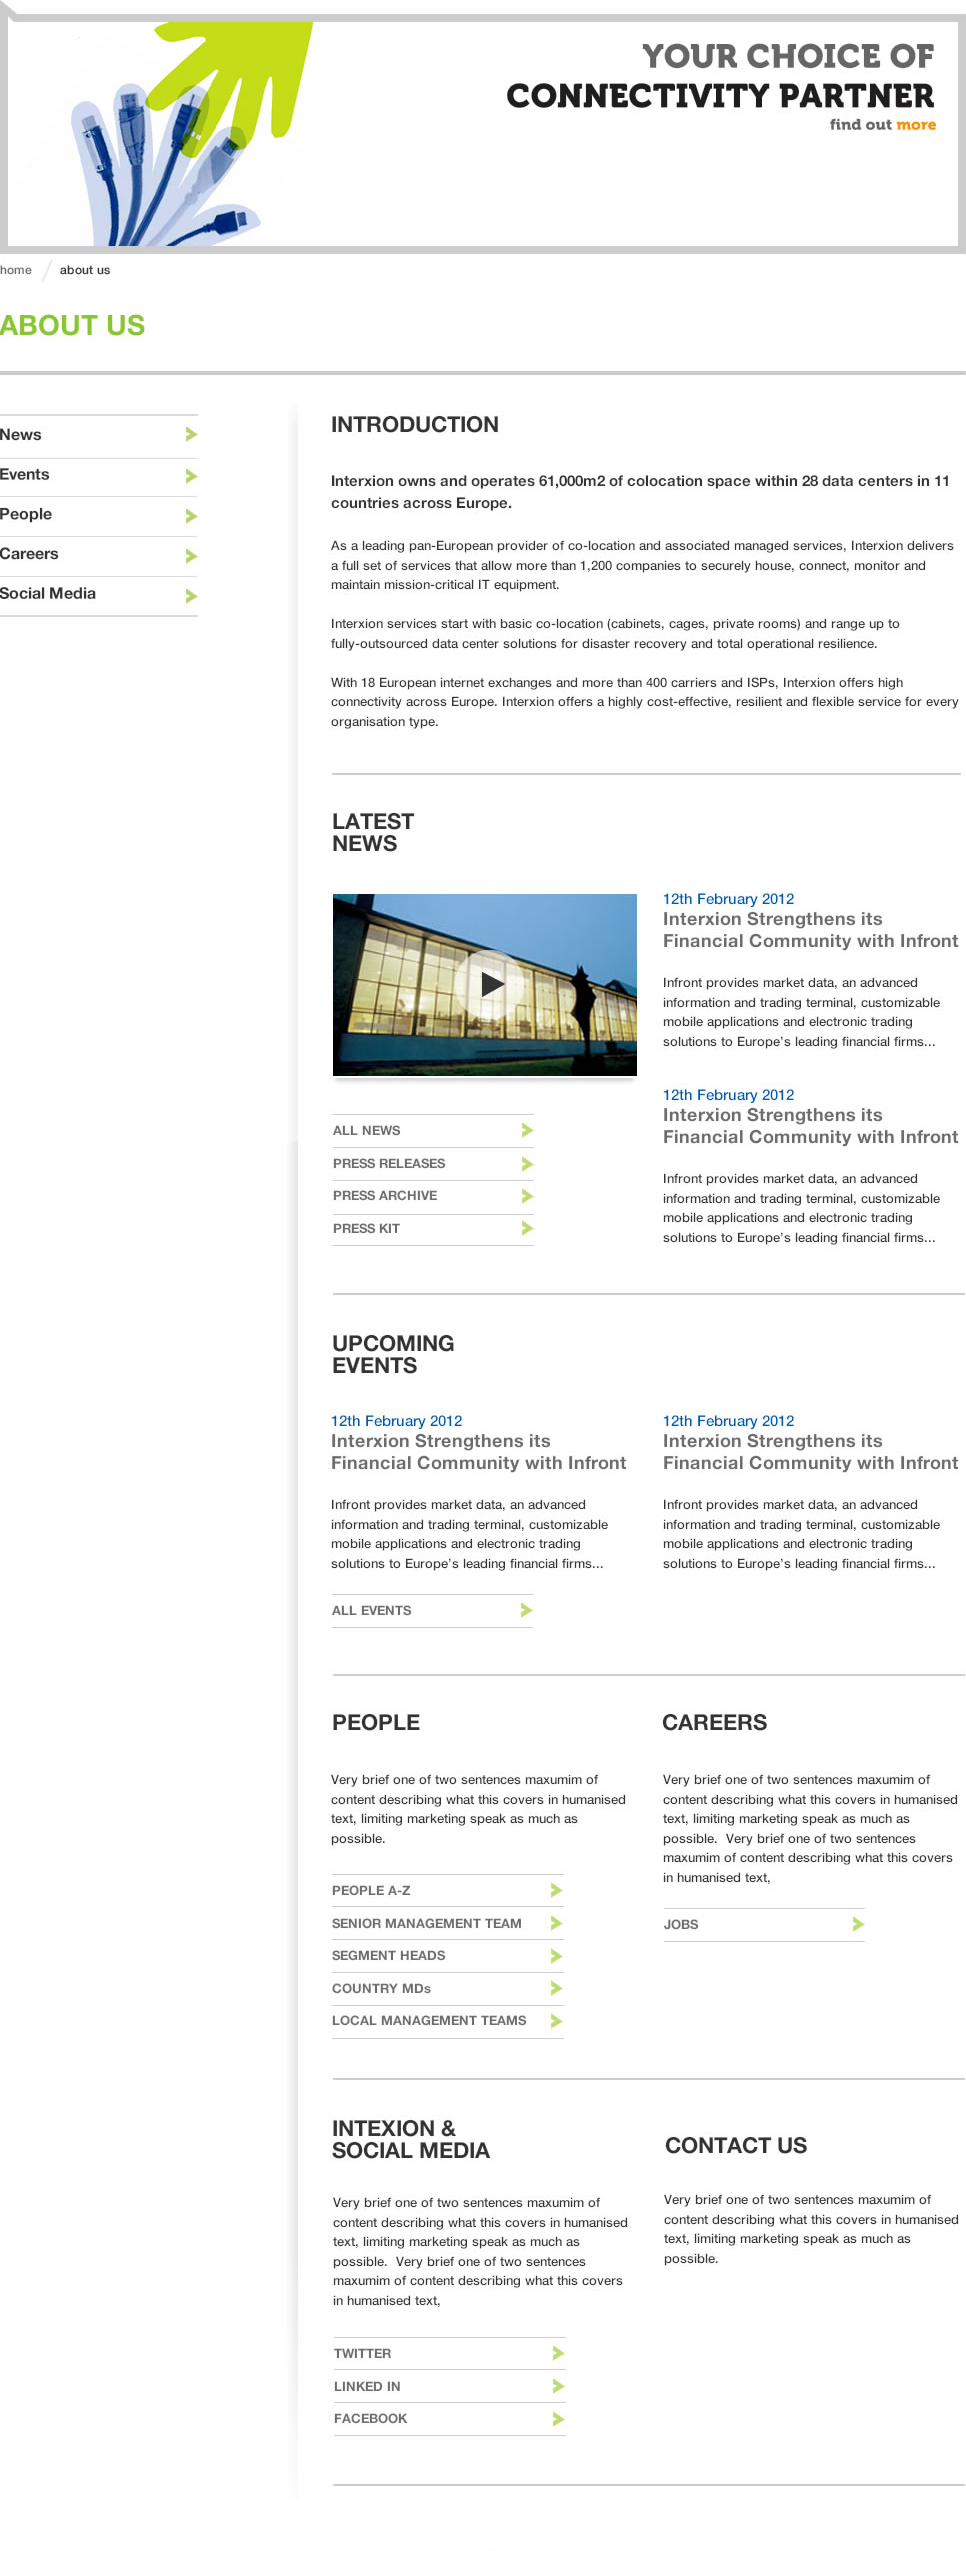 YOUR CHOICE OF
CONNECTIVITY PARTNER
find out more
home / about us
ABOUT US
News
Events
People
Careers
Social Media
INTRODUCTION
Interxion owns and operates 61,000m2 of colocation space within 28 data centers in 11
countries across Europe.
As a leading pan-European provider of co-location and associated managed services, Interxion delivers
a full set of services that allow more than 1,200 companies to securely house, connect, monitor and
maintain mission-critical IT equipment.
Interxion services start with basic co-location (cabinets, cages, private rooms) and range up to
fully-outsourced data center solutions for disaster recovery and total operational resilience.
With 18 European internet exchanges and more than 400 carriers and ISPs, Interxion offers high
connectivity across Europe. Interxion offers a highly cost-effective, resilient and flexible service for every
organisation type.
LATEST
NEWS
12th February 2012
Interxion Strengthens its
Financial Community with Infront
Infront provides market data, an advanced
information and trading terminal, customizable
mobile applications and electronic trading
solutions to Europe's leading financial firms...
12th February 2012
Interxion Strengthens its
Financial Community with Infront
Infront provides market data, an advanced
information and trading terminal, customizable
mobile applications and electronic trading
solutions to Europe's leading financial firms...
ALL NEWS
PRESS RELEASES
PRESS ARCHIVE
PRESS KIT
UPCOMING
EVENTS
12th February 2012
Interxion Strengthens its
Financial Community with Infront
Infront provides market data, an advanced
information and trading terminal, customizable
mobile applications and electronic trading
solutions to Europe's leading financial firms...
ALL EVENTS
12th February 2012
Interxion Strengthens its
Financial Community with Infront
Infront provides market data, an advanced
information and trading terminal, customizable
mobile applications and electronic trading
solutions to Europe's leading financial firms...
PEOPLE
Very brief one of two sentences maxumim of
content describing what this covers in humanised
text, limiting marketing speak as much as
possible.
PEOPLE A-Z
SENIOR MANAGEMENT TEAM
SEGMENT HEADS
COUNTRY MDs
LOCAL MANAGEMENT TEAMS
CAREERS
Very brief one of two sentences maxumim of
content describing what this covers in humanised
text, limiting marketing speak as much as
possible.  Very brief one of two sentences
maxumim of content describing what this covers
in humanised text,
JOBS
INTEXION &
SOCIAL MEDIA
Very brief one of two sentences maxumim of
content describing what this covers in humanised
text, limiting marketing speak as much as
possible.  Very brief one of two sentences
maxumim of content describing what this covers
in humanised text,
TWITTER
LINKED IN
FACEBOOK
CONTACT US
Very brief one of two sentences maxumim of
content describing what this covers in humanised
text, limiting marketing speak as much as
possible.